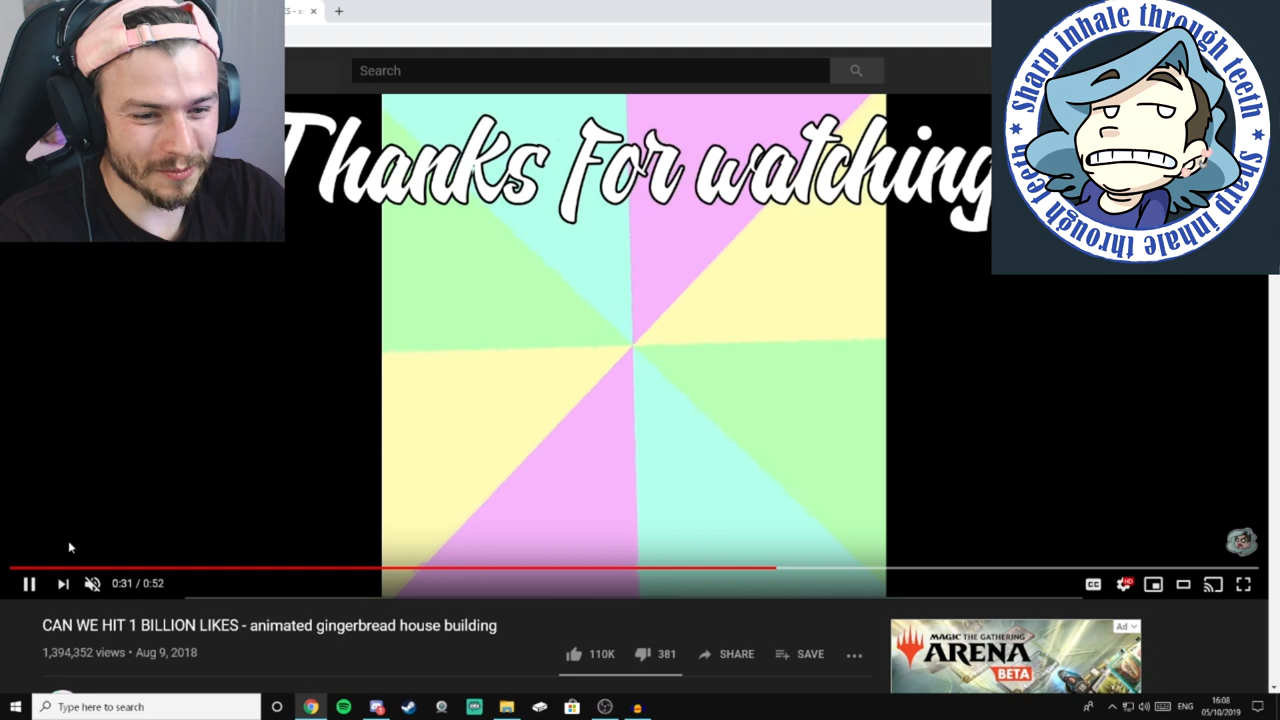 Search
Thanks For watching
Sharp inhale through teeth * Sharp inhale through teeth *
0:31 / 0:52
CC
HD
CAN WE HIT 1 BILLION LIKES - animated gingerbread house building
1,394,352 views • Aug 9, 2018
110K
381
SHARE
SAVE
Ad
MAGIC THE GATHERING
ARENA
BETA
Type here to search
ENG
16:08
05/10/2019